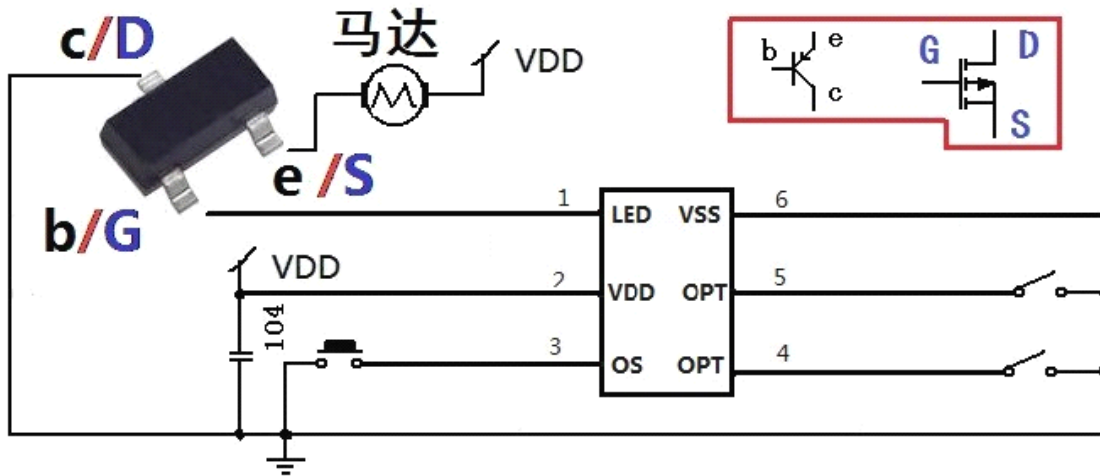 c/D
马达
VDD
b
e
c
G
D
S
e /S
b/G
1
LED
VSS
6
VDD
2
VDD
OPT
5
104
3
OS
OPT
4